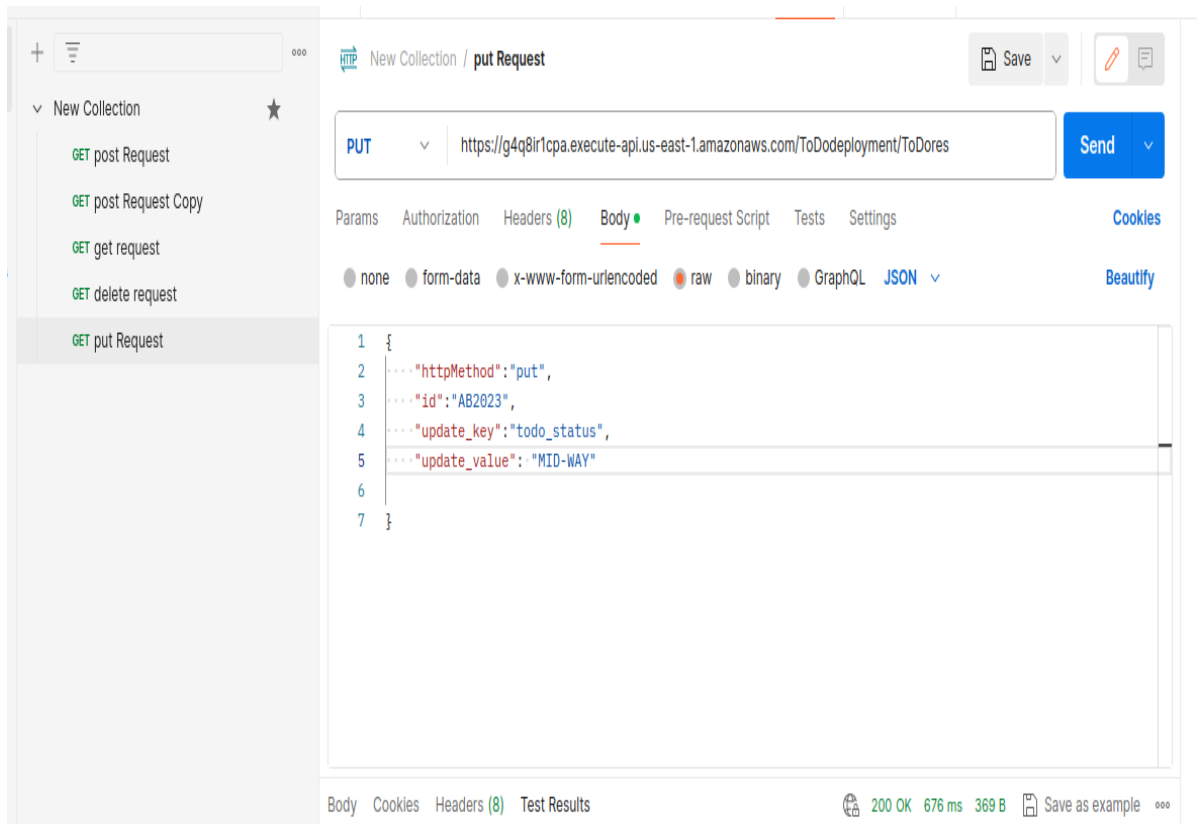 New Collection
GET post Request
GET post Request Copy
GET get request
GET delete request
GET put Request
HTTP New Collection / put Request
Save
PUT https://g4q8ir1cpa.execute-api.us-east-1.amazonaws.com/ToDodeployment/ToDores Send
Params Authorization Headers (8) Body Pre-request Script Tests Settings Cookies
none form-data x-www-form-urlencoded raw binary GraphQL JSON Beautify
1 {
2 "httpMethod":"put",
3 "id":"AB2023",
4 "update_key":"todo_status",
5 "update_value": "MID-WAY"
6
7 }
Body Cookies Headers (8) Test Results 200 OK 676 ms 369 B Save as example